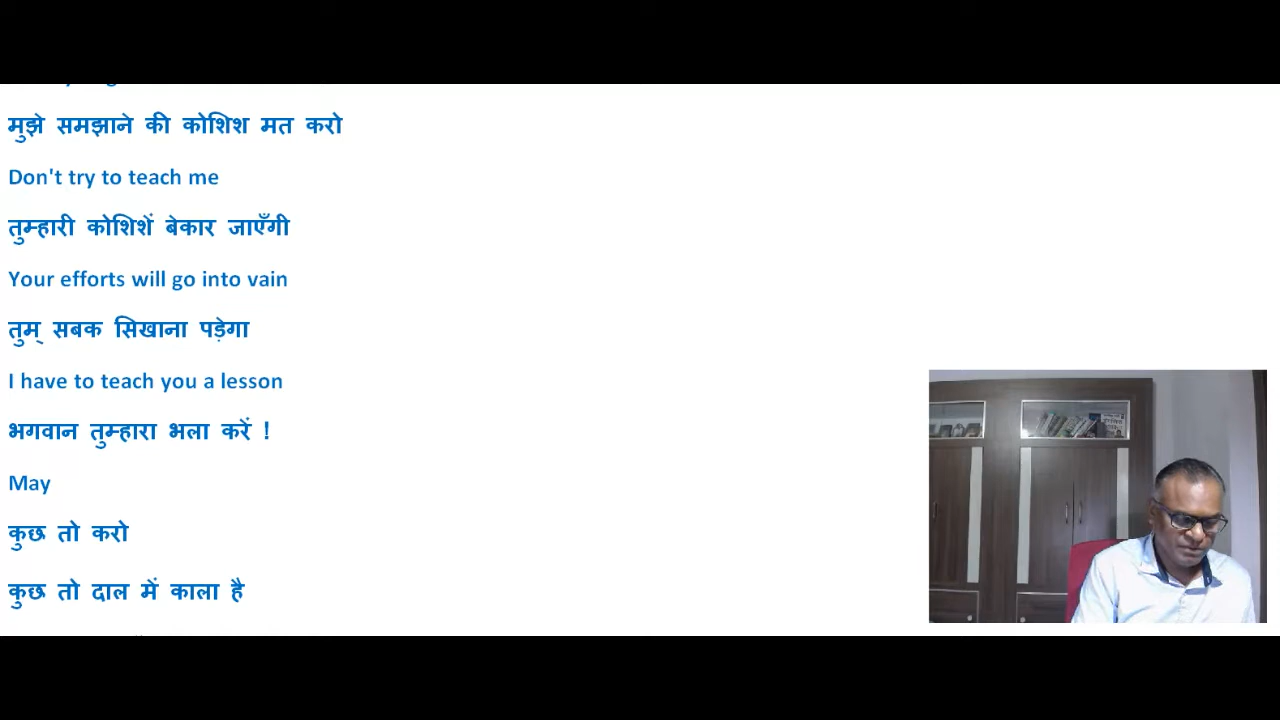 मुझे समझाने की कोशिश मत करो
Don't try to teach me
तुम्हारी कोशिशें बेकार जाएँगी
Your efforts will go into vain
तुम् सबक सिखाना पड़ेगा
I have to teach you a lesson
भगवान तुम्हारा भला करें !
May
कुछ तो करो
कुछ तो दाल में काला है